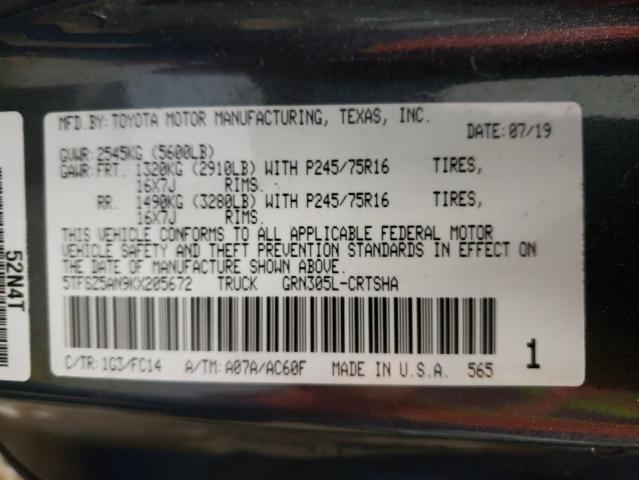 MFD.BY:TOYOTA MOTOR MANUFACTURING, TEXAS, INC.
DATE:07/19
GVWR:2545KG (5600LB)
GAWR:FRT. 1320KG (2910LB) WITH P245/75R16 TIRES,
16X7J RIMS.
RR. 1490KG (3280LB) WITH P245/75R16 TIRES,
16X7J RIMS.
THIS VEHICLE CONFORMS TO ALL APPLICABLE FEDERAL MOTOR
VEHICLE SAFETY AND THEFT PREVENTION STANDARDS IN EFFECT ON
THE DATE OF MANUFACTURE SHOWN ABOVE.
5TFSZ5AN9KX205672 TRUCK GRN305L-CRTSHA
C/TR:1G3/FC14 A/TM:A07A/AC60F MADE IN U.S.A. 565
1
52N4T